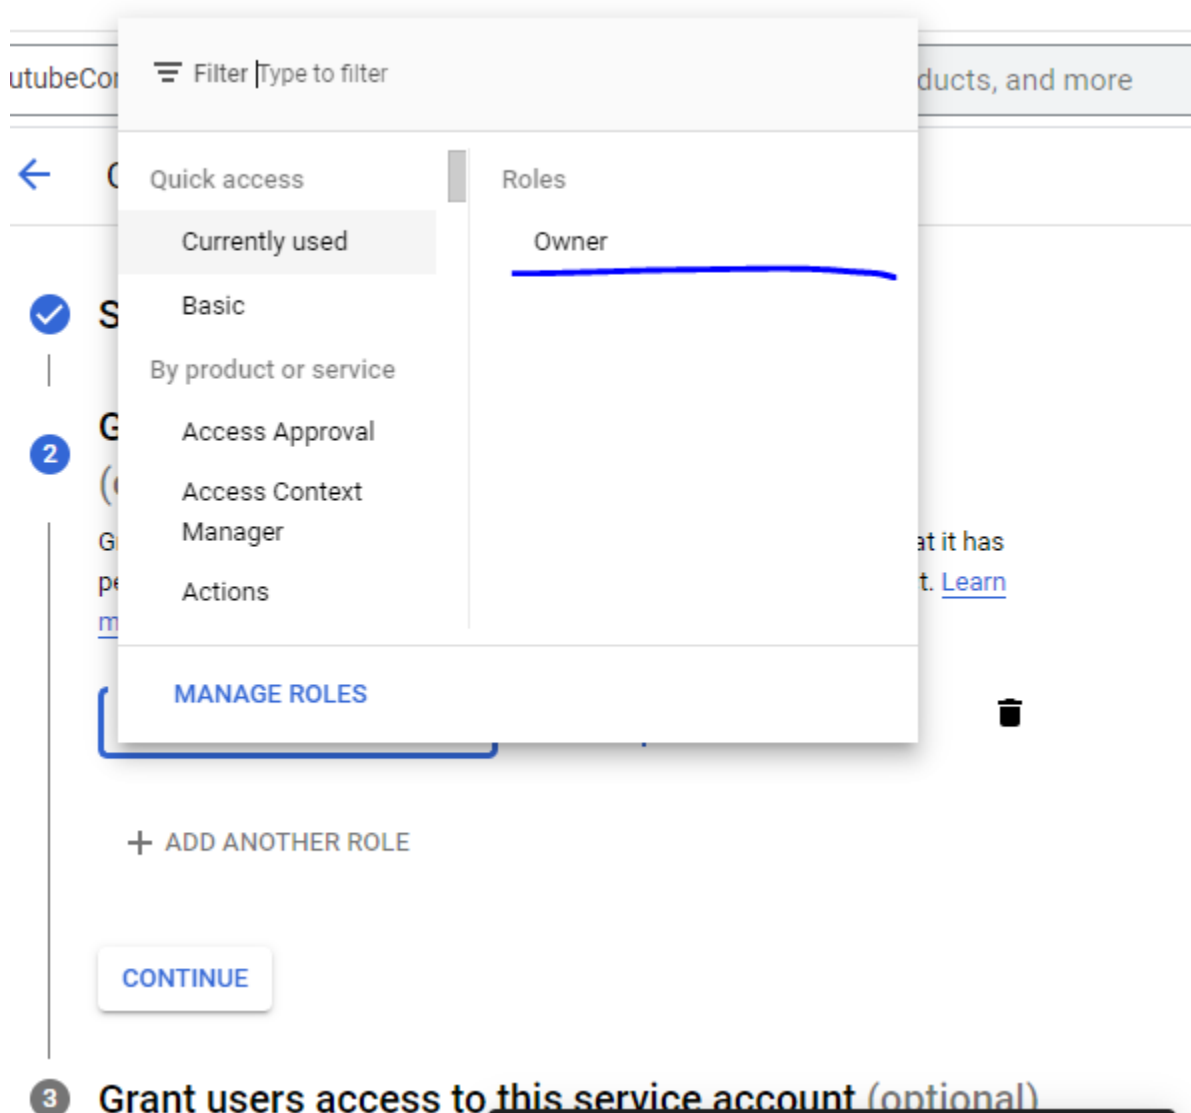 Filter Type to filter
ducts, and more
Quick access
Roles
Currently used
Owner
Basic
By product or service
Access Approval
2
Access Context
Manager
at it has
Actions
t. Learn
MANAGE ROLES
ADD ANOTHER ROLE
CONTINUE
3 Grant users access to this service account (optional)